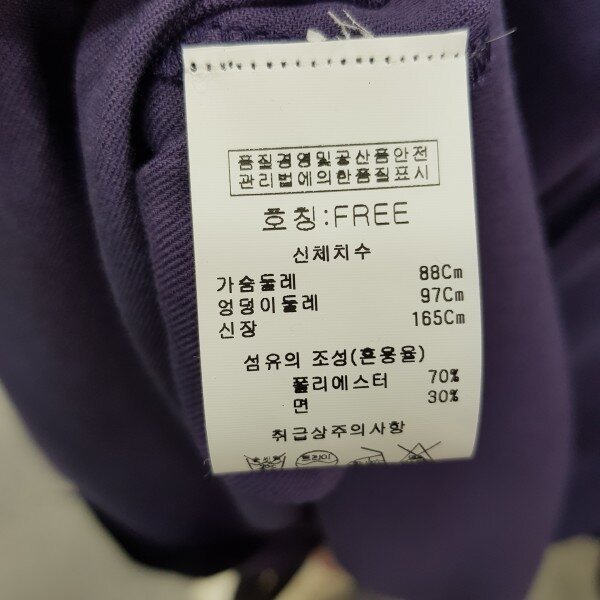 품질경영및공산품안전
관리법에의한품질표시
호칭:FREE
신체치수
가슴둘레 88Cm
엉덩이둘레 97Cm
신장 165Cm
섬유의 조성(혼용율)
폴리에스터 70%
면 30%
취급상주의사항
드라이